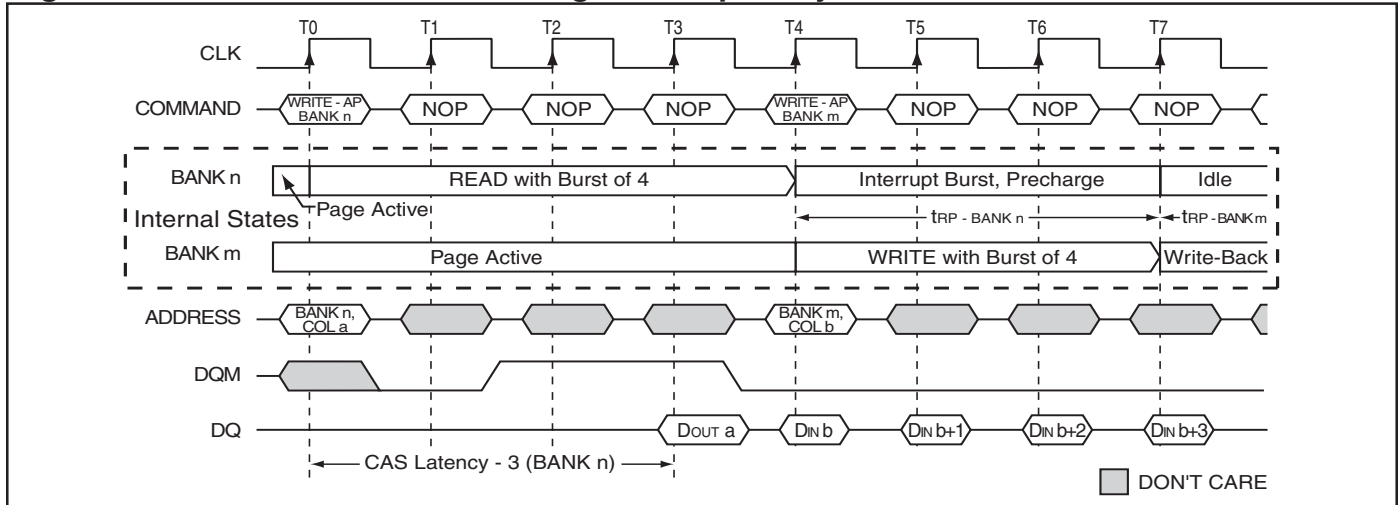 T0 T1 T2 T3 T4 T5 T6 T7
CLK
COMMAND WRITE - AP BANK n NOP NOP NOP WRITE - AP BANK m NOP NOP NOP
BANK n READ with Burst of 4 Interrupt Burst, Precharge Idle
Internal States Page Active tRP - BANK n tRP - BANK m
BANK m Page Active WRITE with Burst of 4 Write-Back
ADDRESS BANK n, COL a BANK m, COL b
DQM
DQ DOUT a DIN b DIN b+1 DIN b+2 DIN b+3
CAS Latency - 3 (BANK n)
DON'T CARE